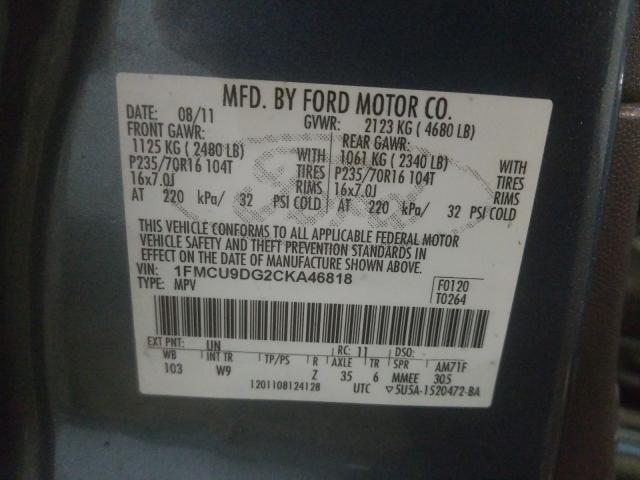 MFD. BY FORD MOTOR CO.
DATE: 08/11 GVWR: 2123 KG ( 4680 LB)
FRONT GAWR: REAR GAWR:
1125 KG ( 2480 LB) 1061 KG ( 2340 LB)
P235/70R16 104T TIRES P235/70R16 104T TIRES
16x7.0J RIMS 16x7.0J RIMS
AT 220 kPa/ 32 PSI COLD AT 220 kPa/ 32 PSI COLD
THIS VEHICLE CONFORMS TO ALL APPLICABLE FEDERAL MOTOR
VEHICLE SAFETY AND THEFT PREVENTION STANDARDS IN
EFFECT ON THE DATE OF MANUFACTURE SHOWN ABOVE.
VIN: 1FMCU9DG2CKA46818 F0120
TYPE: MPV T0264
EXT PNT: UN RC: 11 DSO:
WB INT TR TP/PS R AXLE TR SPR AM71F
103 W9 Z 35 6 MMEE 305
1201108124128 UTC ▽5U5A-1520472-BA